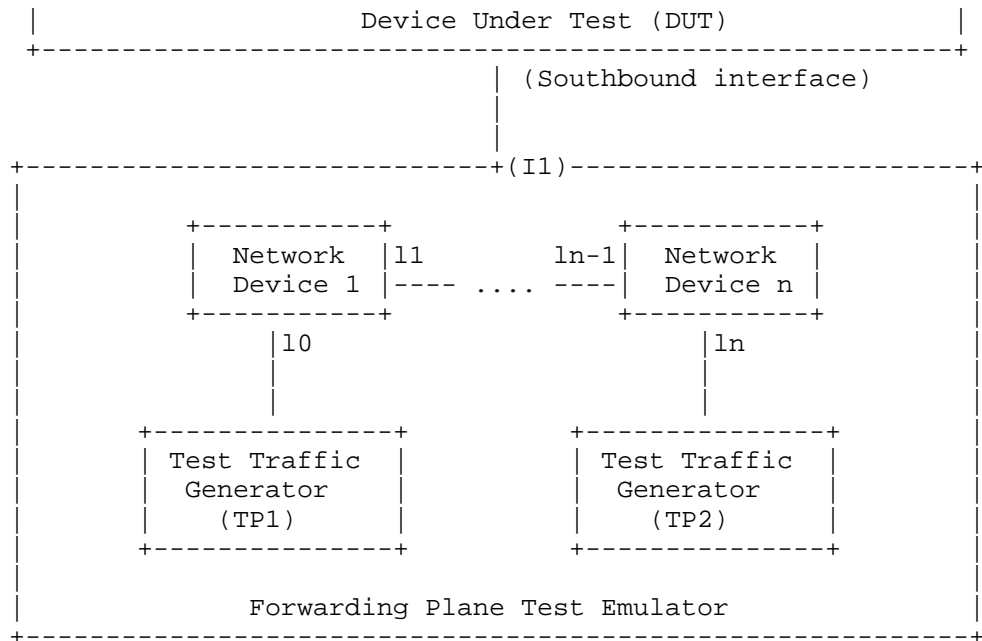 Device Under Test (DUT)
(Southbound interface)
(I1)
Network l1 ln-1 Network
Device 1 ---- .... ---- Device n
l0 ln
Test Traffic Test Traffic
Generator Generator
(TP1) (TP2)
Forwarding Plane Test Emulator